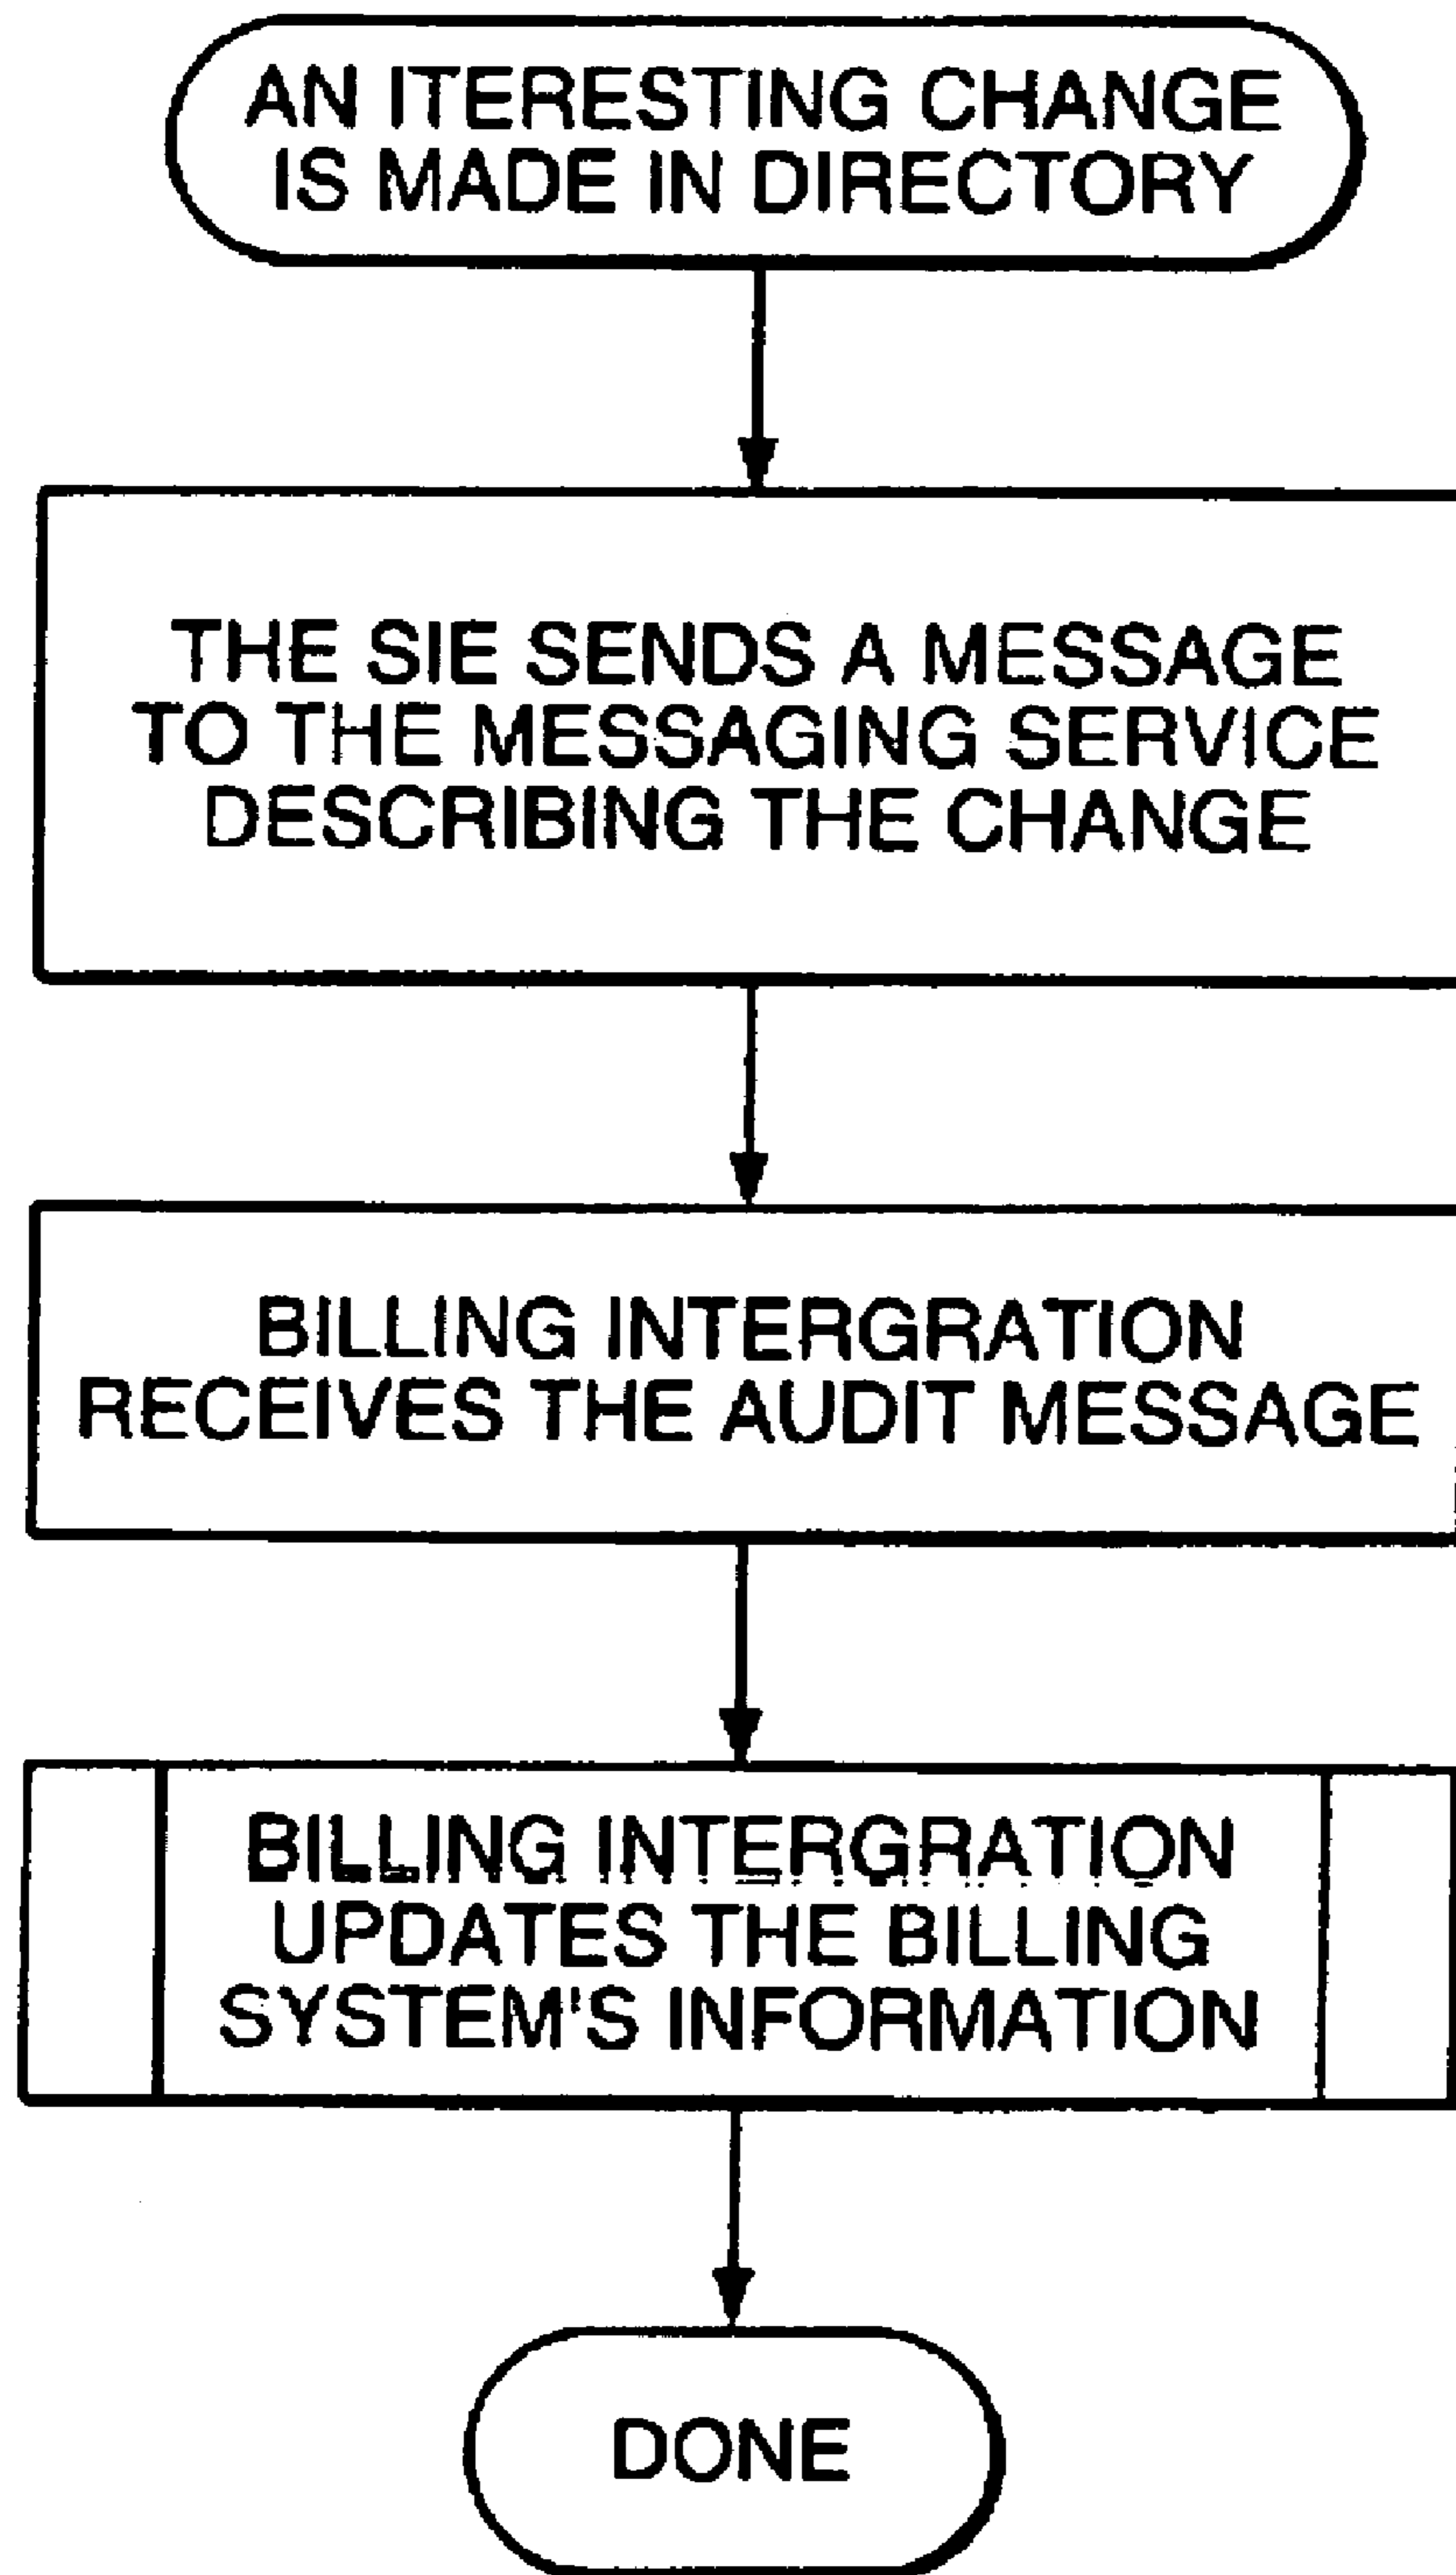 AN ITERESTING CHANGE
IS MADE IN DIRECTORY
THE SIE SENDS A MESSAGE
TO THE MESSAGING SERVICE
DESCRIBING THE CHANGE
BILLING INTERGRATION
RECEIVES THE AUDIT MESSAGE
BILLING INTERGRATION
UPDATES THE BILLING
SYSTEM'S INFORMATION
DONE